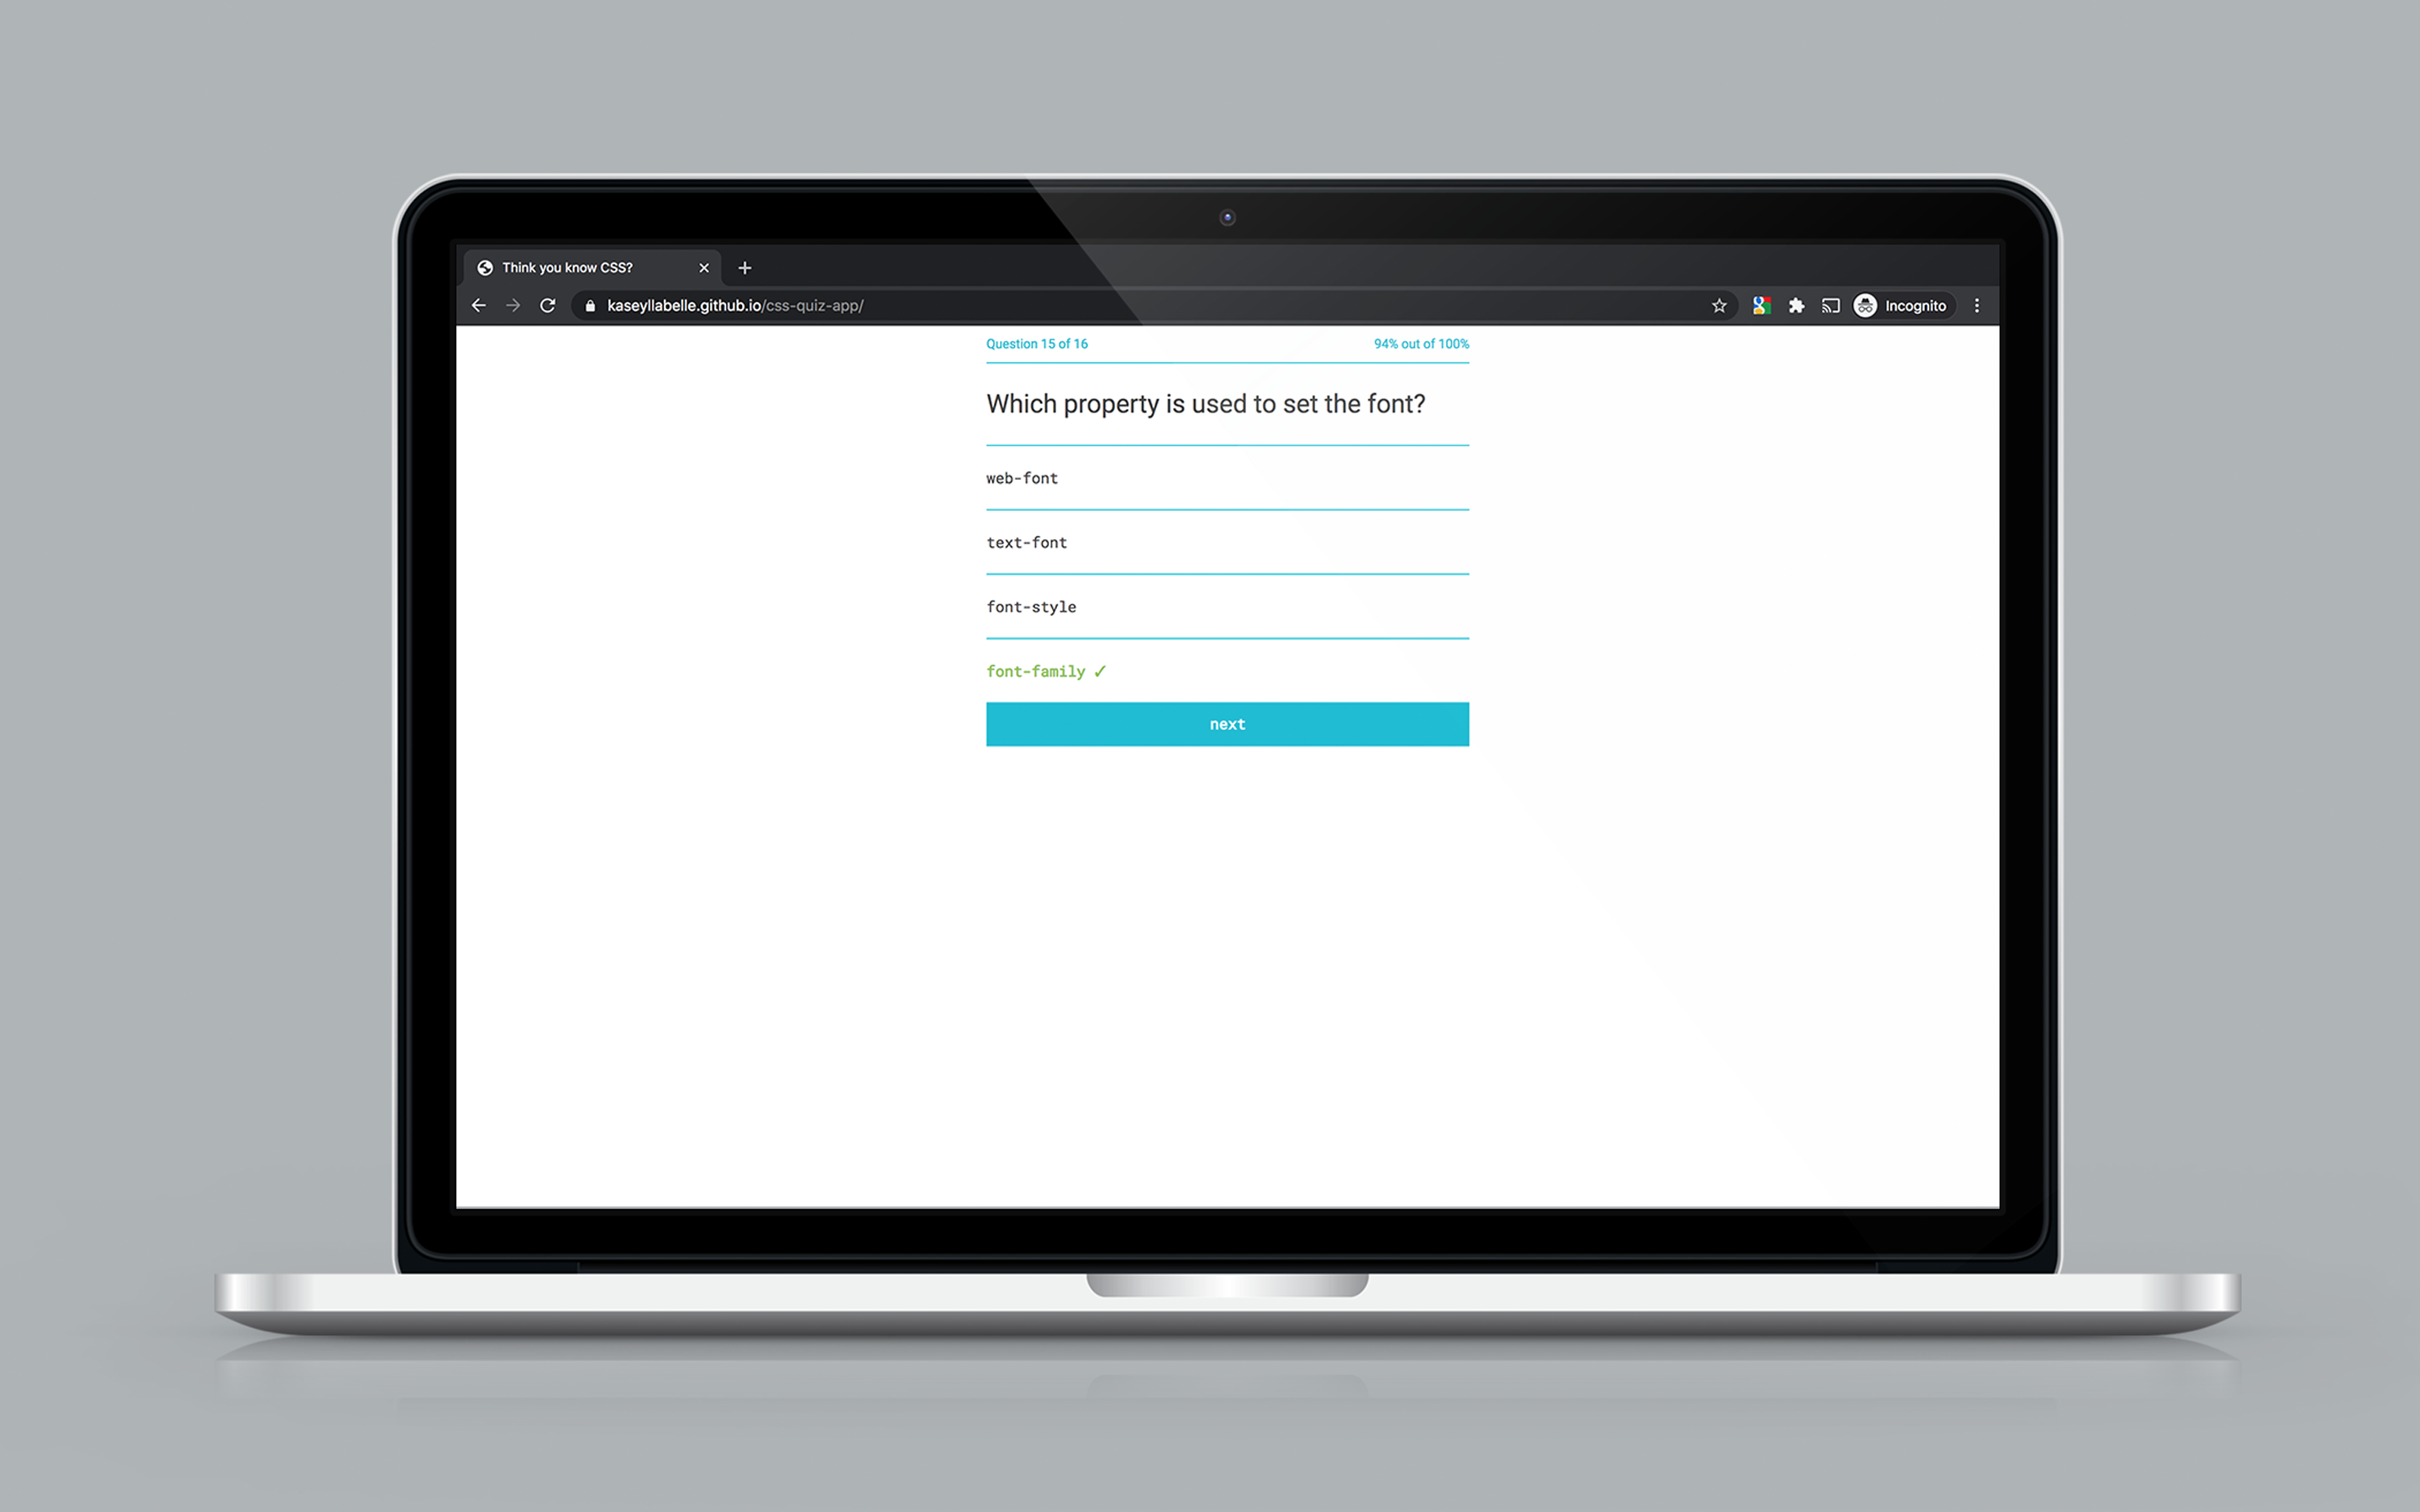 Think you know CSS?
kaseyllabelle.github.io/css-quiz-app/
Incognito
Question 15 of 16
94% out of 100%
Which property is used to set the font?
web-font
text-font
font-style
font-family ✓
next